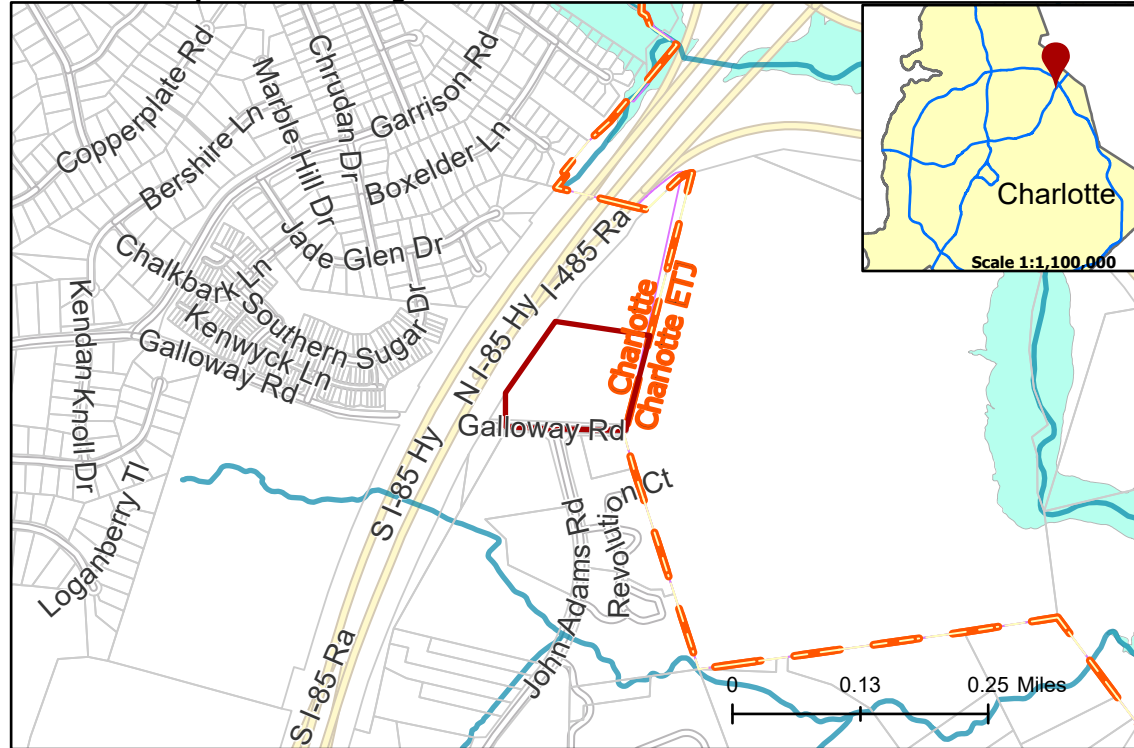 Copperplate Rd
Bershire Ln
Marble Hill Dr
Chrudan Dr
Garrison Rd
Boxelder Ln
Jade Glen Dr
Chalkbark Ln
Southern Sugar Dr
Kenwyck Ln
Galloway Rd
Kendan Knoll Dr
Loganberry Tl
N I-85 Hy
I-485 Ra
S I-85 Hy
S I-85 Ra
Charlotte
Charlotte ETJ
Galloway Rd
Revolution Ct
John Adams Rd
Charlotte
Scale 1:1,100,000
0 0.13 0.25 Miles